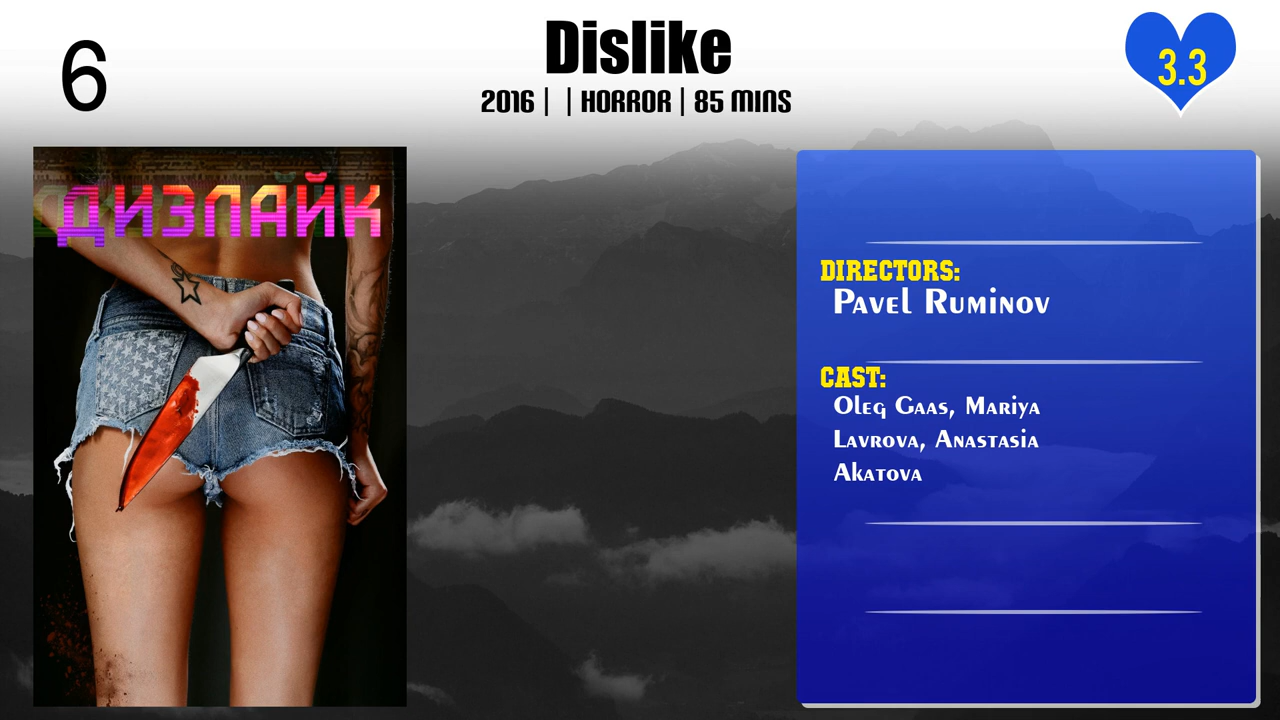 6
Dislike
3.3
2016 | | HORROR | 85 MINS
ДИЗЛАЙК
DIRECTORS:
Pavel Ruminov
CAST:
Oleg Gaas, Mariya
Lavrova, Anastasia
Akatova